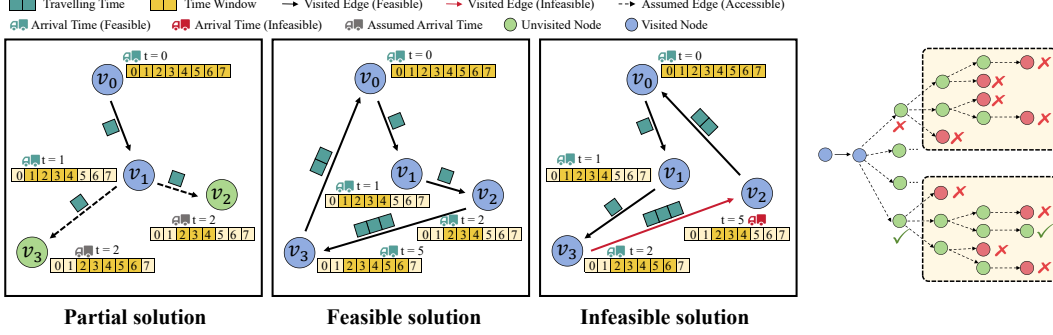 Travelling Time Time Window Visited Edge (Feasible) Visited Edge (Infeasible) Assumed Edge (Accessible)
Arrival Time (Feasible) Arrival Time (Infeasible) Assumed Arrival Time Unvisited Node Visited Node
t = 0
v0
0 1 2 3 4 5 6 7
t = 1
0 1 2 3 4 5 6 7
v1
v2
t = 2
0 1 2 3 4 5 6 7
v3
t = 2
0 1 2 3 4 5 6 7
Partial solution
t = 0
v0
0 1 2 3 4 5 6 7
v1
t = 1
0 1 2 3 4 5 6 7
v2
t = 2
0 1 2 3 4 5 6 7
v3
t = 5
0 1 2 3 4 5 6 7
Feasible solution
t = 0
v0
0 1 2 3 4 5 6 7
t = 1
0 1 2 3 4 5 6 7
v1
v2
t = 5
0 1 2 3 4 5 6 7
v3
t = 2
0 1 2 3 4 5 6 7
Infeasible solution